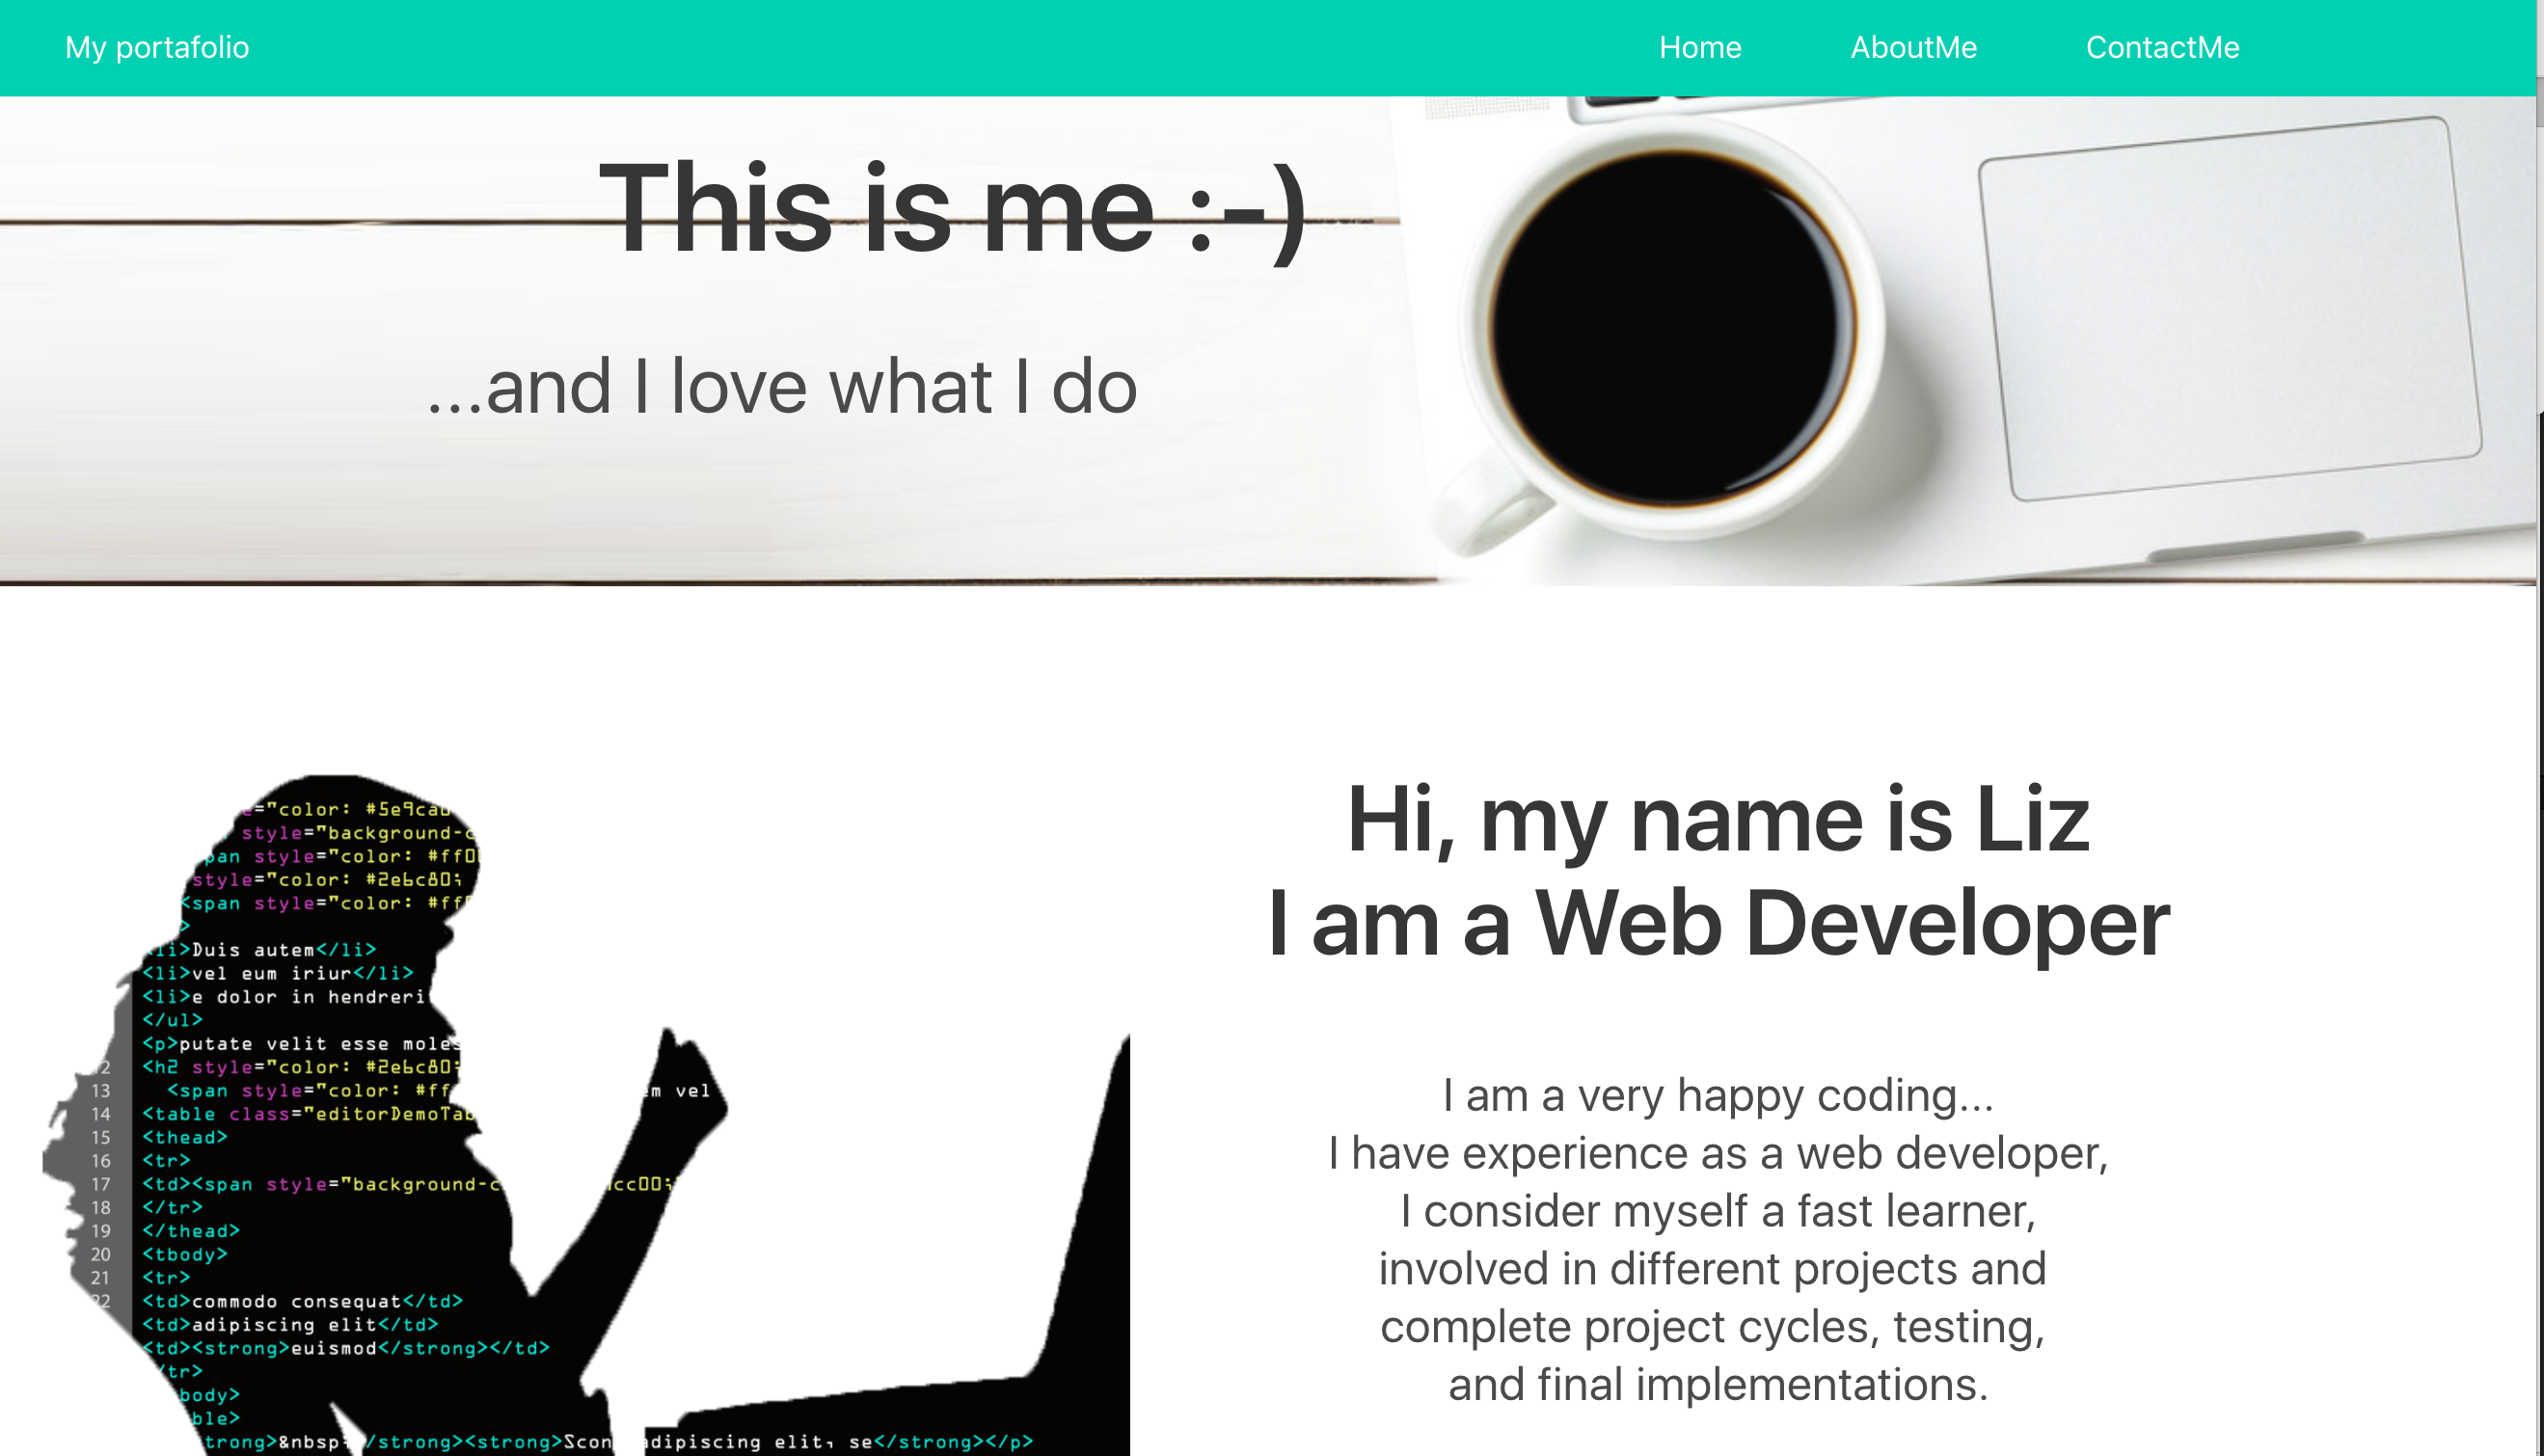 My portafolio
Home
AboutMe
ContactMe
This is me :-)
...and I love what I do
Hi, my name is Liz
I am a Web Developer
I am a very happy coding...
I have experience as a web developer,
I consider myself a fast learner,
involved in different projects and
complete project cycles, testing,
and final implementations.
="color: #5e9ca
style="background-c
pan style="color: #ff0
style="color: #2e6c80;
<span style="color: #ff
>
li>Duis autem</li>
<li>vel eum iriur</li>
<li>e dolor in hendreri
</ul>
<p>putate velit esse moles
2 <h2 style="color: #2e6c80;
13 <span style="color: #ff m vel
14 <table class="editorDemoTab
15 <thead>
16 <tr>
17 <td><span style="background-c cc00;
18 </tr>
19 </thead>
20 <tbody>
21 <tr>
22 <td>commodo consequat</td>
<td>adipiscing elit</td>
<td><strong>euismod</strong></td>
/tr>
body>
ble>
trong>&nbsp; /strong><strong>Scon adipiscing elit, se</strong></p>